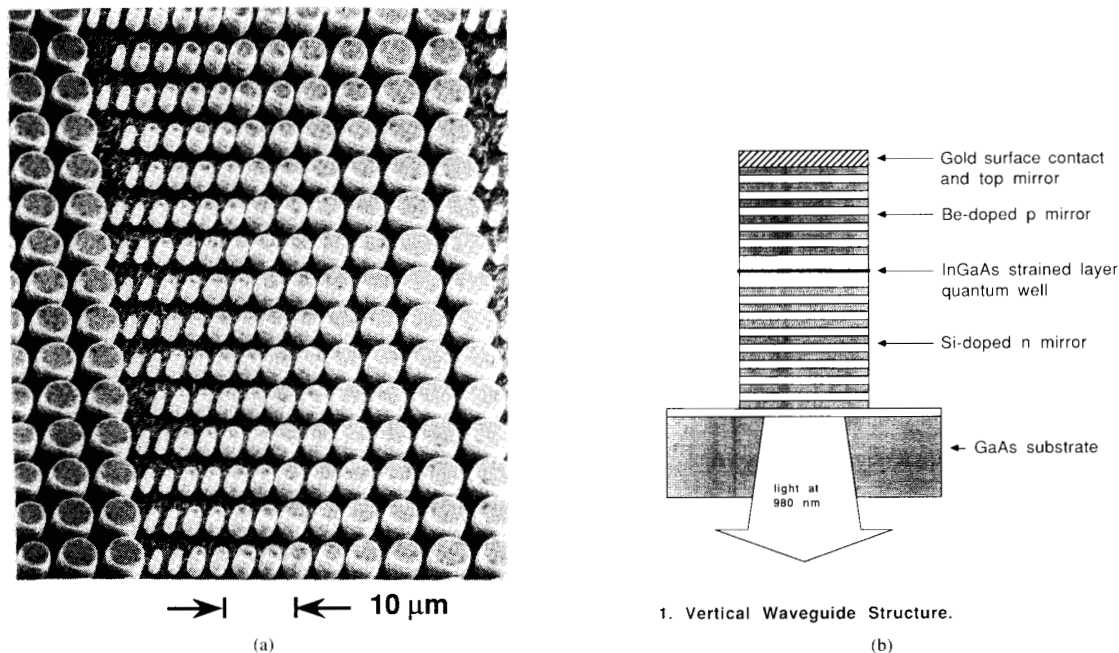 10 μm
(a)
Gold surface contact
and top mirror
Be-doped p mirror
InGaAs strained layer
quantum well
Si-doped n mirror
GaAs substrate
light at
980 nm
1. Vertical Waveguide Structure.
(b)